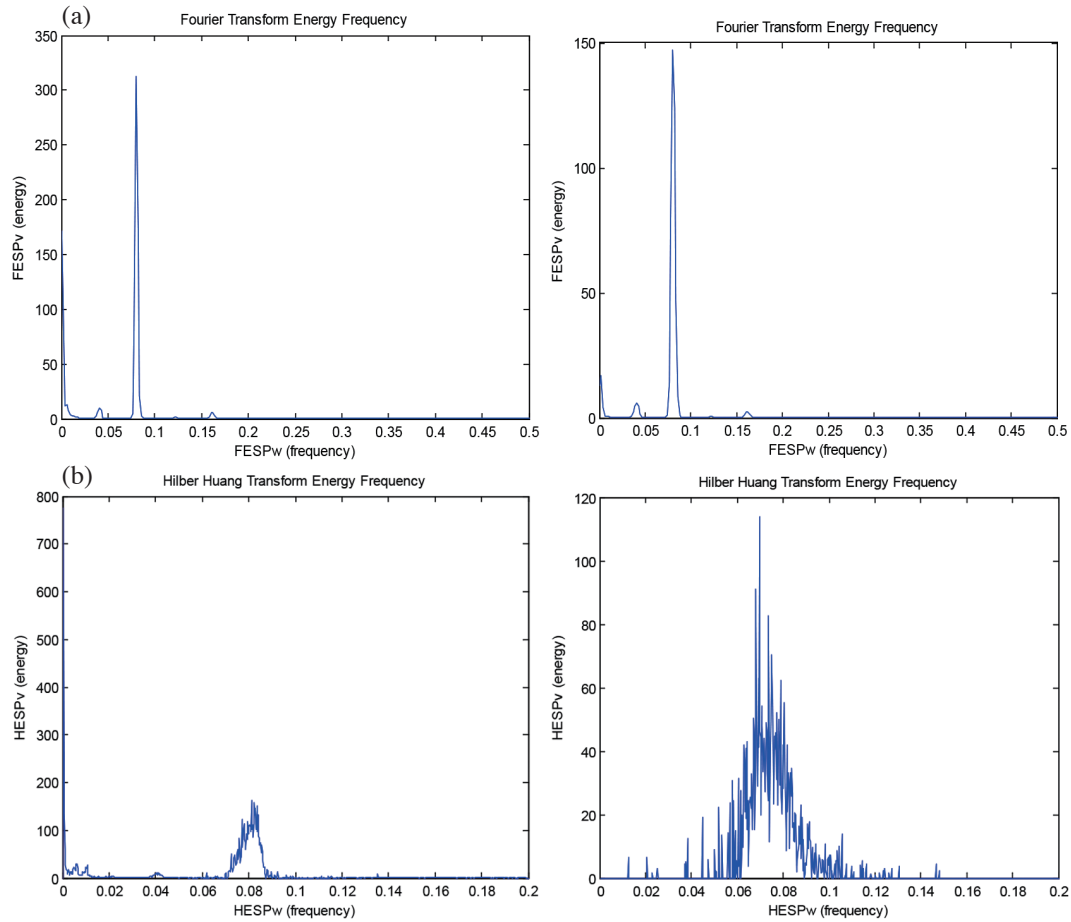 (a)
Fourier Transform Energy Frequency
350
300
250
200
150
100
50
0
FESPv (energy)
0 0.05 0.1 0.15 0.2 0.25 0.3 0.35 0.4 0.45 0.5
FESPw (frequency)
Fourier Transform Energy Frequency
150
100
50
0
FESPv (energy)
0 0.05 0.1 0.15 0.2 0.25 0.3 0.35 0.4 0.45 0.5
FESPw (frequency)
(b)
Hilber Huang Transform Energy Frequency
800
700
600
500
400
300
200
100
0
HESPv (energy)
0 0.02 0.04 0.06 0.08 0.1 0.12 0.14 0.16 0.18 0.2
HESPw (frequency)
Hilber Huang Transform Energy Frequency
120
100
80
60
40
20
0
HESPv (energy)
0 0.02 0.04 0.06 0.08 0.1 0.12 0.14 0.16 0.18 0.2
HESPw (frequency)